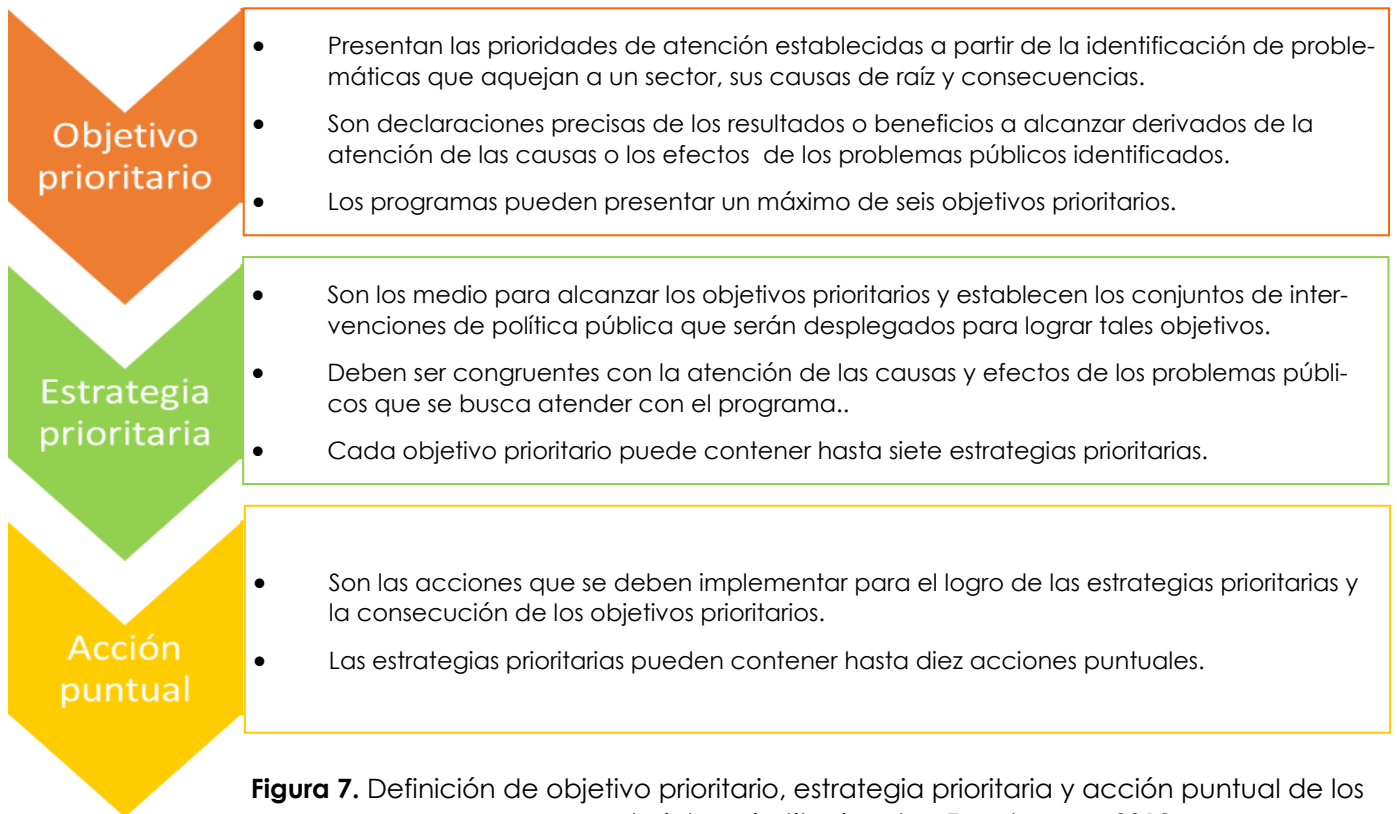 • Presentan las prioridades de atención establecidas a partir de la identificación de proble-
máticas que aquejan a un sector, sus causas de raíz y consecuencias.
Objetivo
prioritario
• Son declaraciones precisas de los resultados o beneficios a alcanzar derivados de la
atención de las causas o los efectos de los problemas públicos identificados.
• Los programas pueden presentar un máximo de seis objetivos prioritarios.
• Son los medio para alcanzar los objetivos prioritarios y establecen los conjuntos de inter-
venciones de política pública que serán desplegados para lograr tales objetivos.
Estrategia
prioritaria
• Deben ser congruentes con la atención de las causas y efectos de los problemas públi-
cos que se busca atender con el programa..
• Cada objetivo prioritario puede contener hasta siete estrategias prioritarias.
• Son las acciones que se deben implementar para el logro de las estrategias prioritarias y
la consecución de los objetivos prioritarios.
Acción
puntual
• Las estrategias prioritarias pueden contener hasta diez acciones puntuales.
Figura 7. Definición de objetivo prioritario, estrategia prioritaria y acción puntual de los